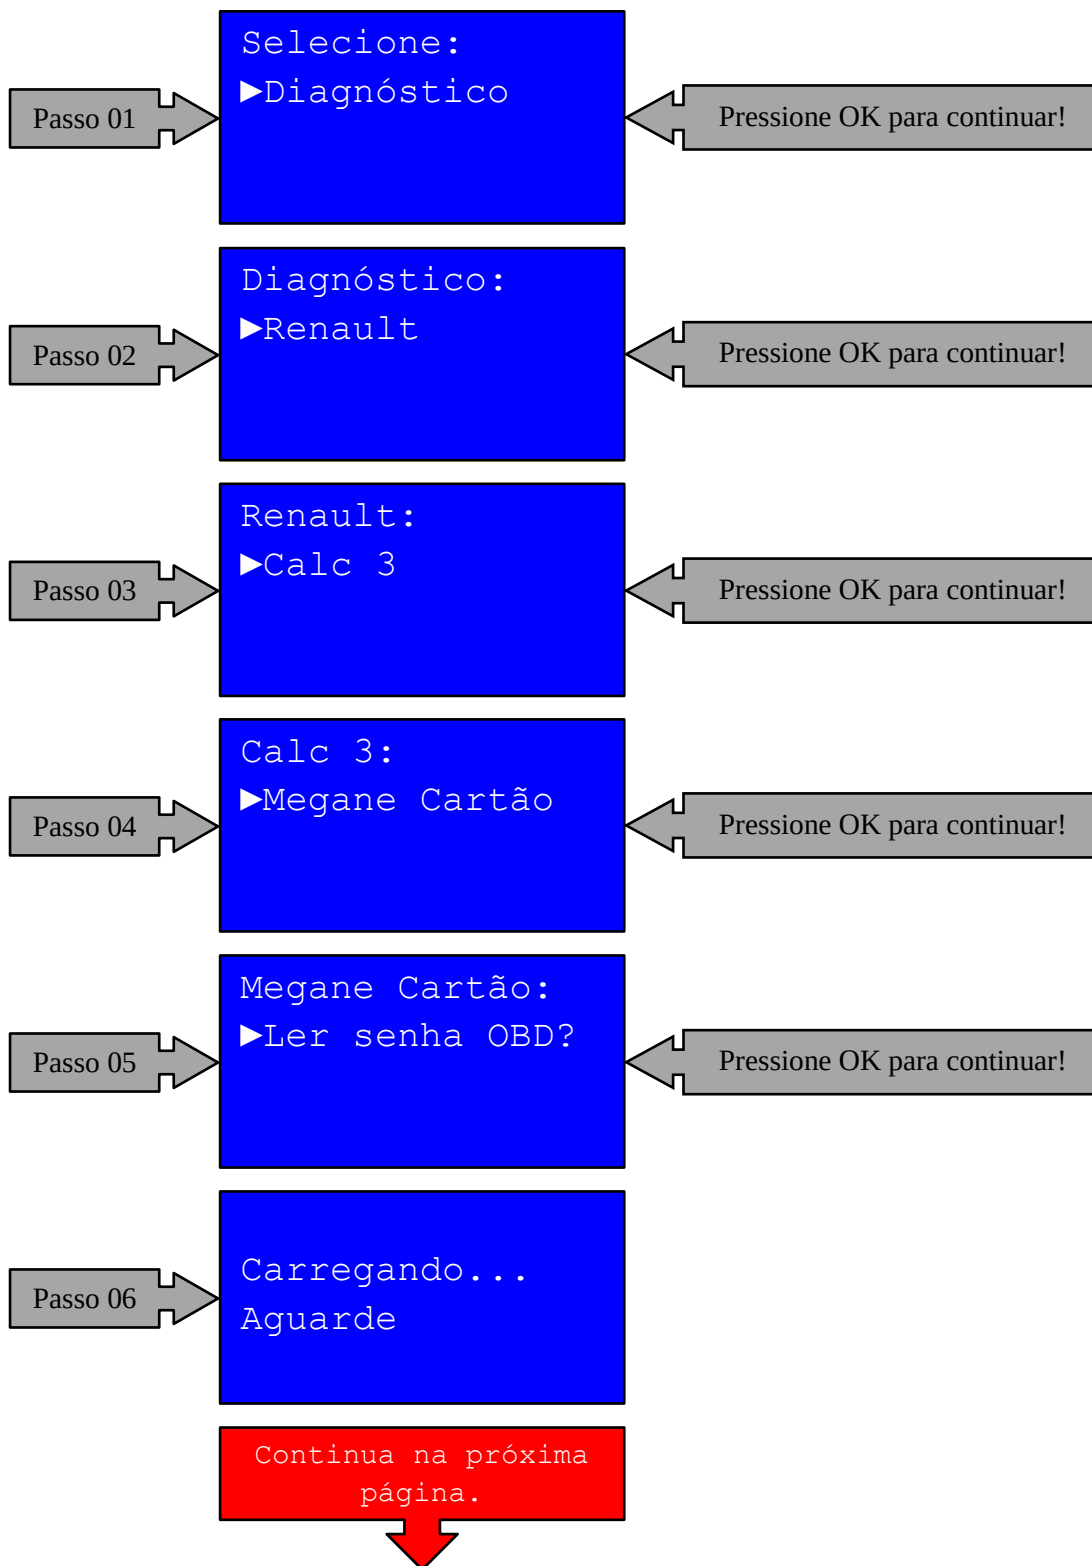 Selecione:
►Diagnóstico
Passo 01
Pressione OK para continuar!
Diagnóstico:
►Renault
Passo 02
Pressione OK para continuar!
Renault:
►Calc 3
Passo 03
Pressione OK para continuar!
Calc 3:
►Megane Cartão
Passo 04
Pressione OK para continuar!
Megane Cartão:
►Ler senha OBD?
Passo 05
Pressione OK para continuar!
Carregando...
Aguarde
Passo 06
Continua na próxima
página.